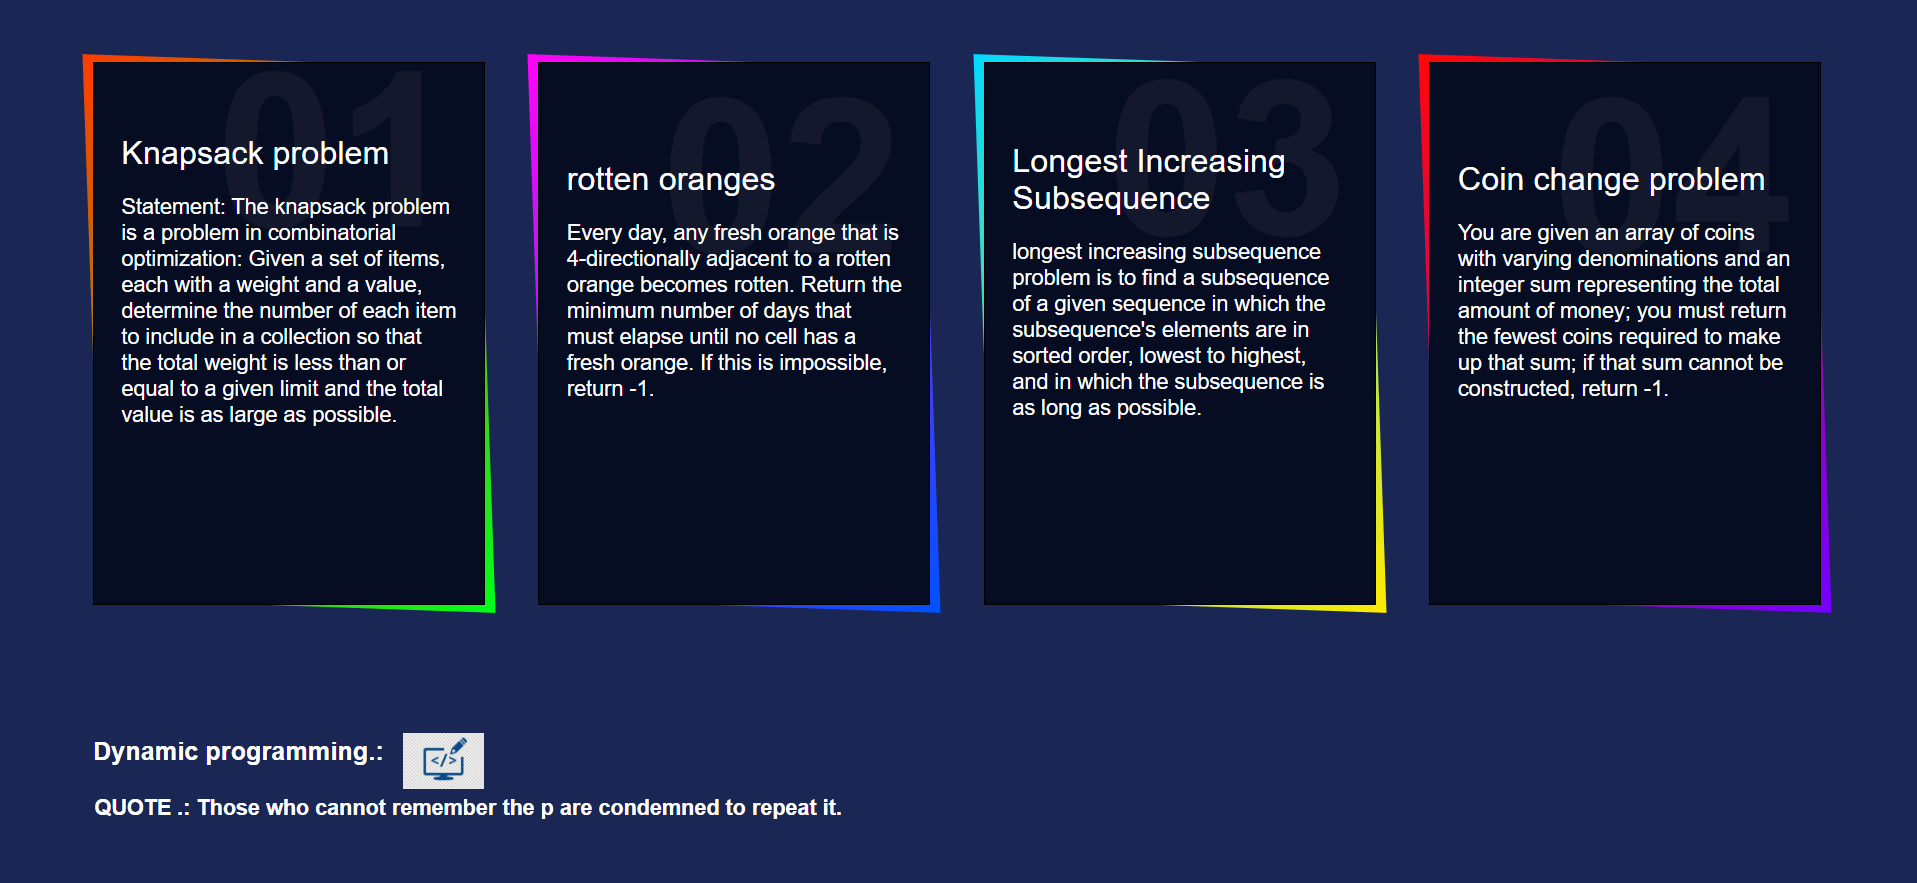 01
Knapsack problem
Statement: The knapsack problem
is a problem in combinatorial
optimization: Given a set of items,
each with a weight and a value,
determine the number of each item
to include in a collection so that
the total weight is less than or
equal to a given limit and the total
value is as large as possible.
02
rotten oranges
Every day, any fresh orange that is
4-directionally adjacent to a rotten
orange becomes rotten. Return the
minimum number of days that
must elapse until no cell has a
fresh orange. If this is impossible,
return -1.
03
Longest Increasing
Subsequence
longest increasing subsequence
problem is to find a subsequence
of a given sequence in which the
subsequence's elements are in
sorted order, lowest to highest,
and in which the subsequence is
as long as possible.
04
Coin change problem
You are given an array of coins
with varying denominations and an
integer sum representing the total
amount of money; you must return
the fewest coins required to make
up that sum; if that sum cannot be
constructed, return -1.
Dynamic programming.:
</>
QUOTE .: Those who cannot remember the p are condemned to repeat it.